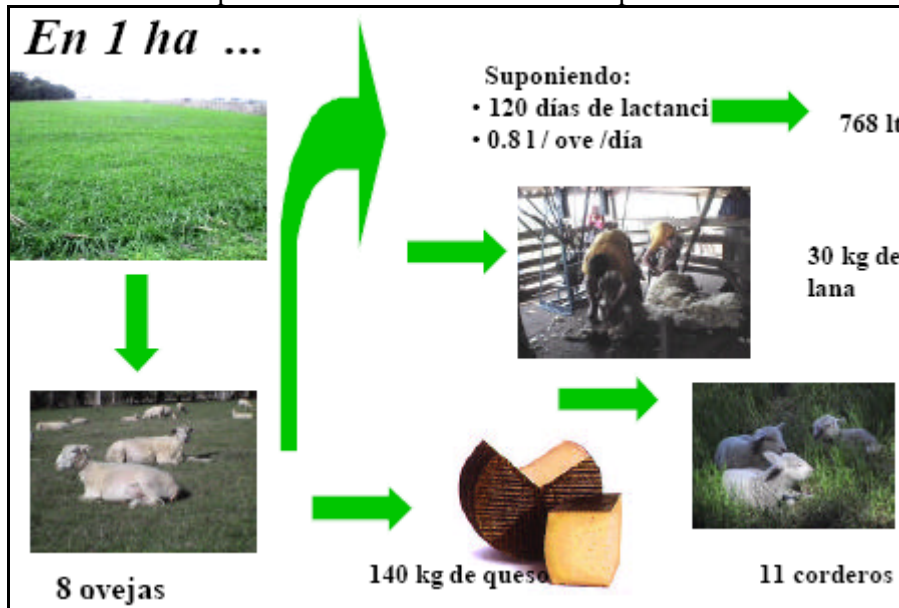 En 1 ha ...
Suponiendo:
• 120 días de lactanci
• 0.8 l / ove /día
768 lt
30 kg de
lana
8 ovejas
140 kg de queso
11 corderos